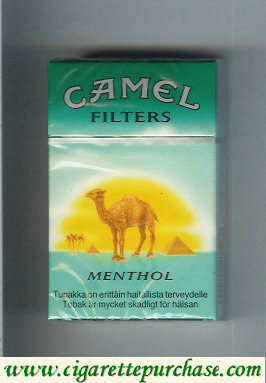 CAMEL
FILTERS
MENTHOL
Tupakka on erittäin haitallista terveydelle
Tobak är mycket skadligt för hälsan
www.cigarettepurchase.com